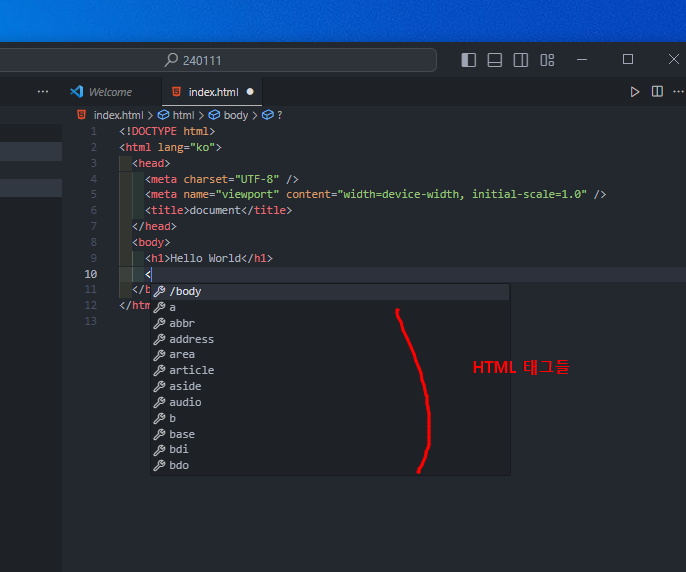 240111
Welcome
index.html
index.html > html > body > ?
1 <!DOCTYPE html>
2 <html lang="ko">
3 <head>
4 <meta charset="UTF-8" />
5 <meta name="viewport" content="width=device-width, initial-scale=1.0" />
6 <title>document</title>
7 </head>
8 <body>
9 <h1>Hello World</h1>
10 <
11 </b
12 </htm
13
/body
a
abbr
address
area
article
aside
audio
b
base
bdi
bdo
HTML 태그들